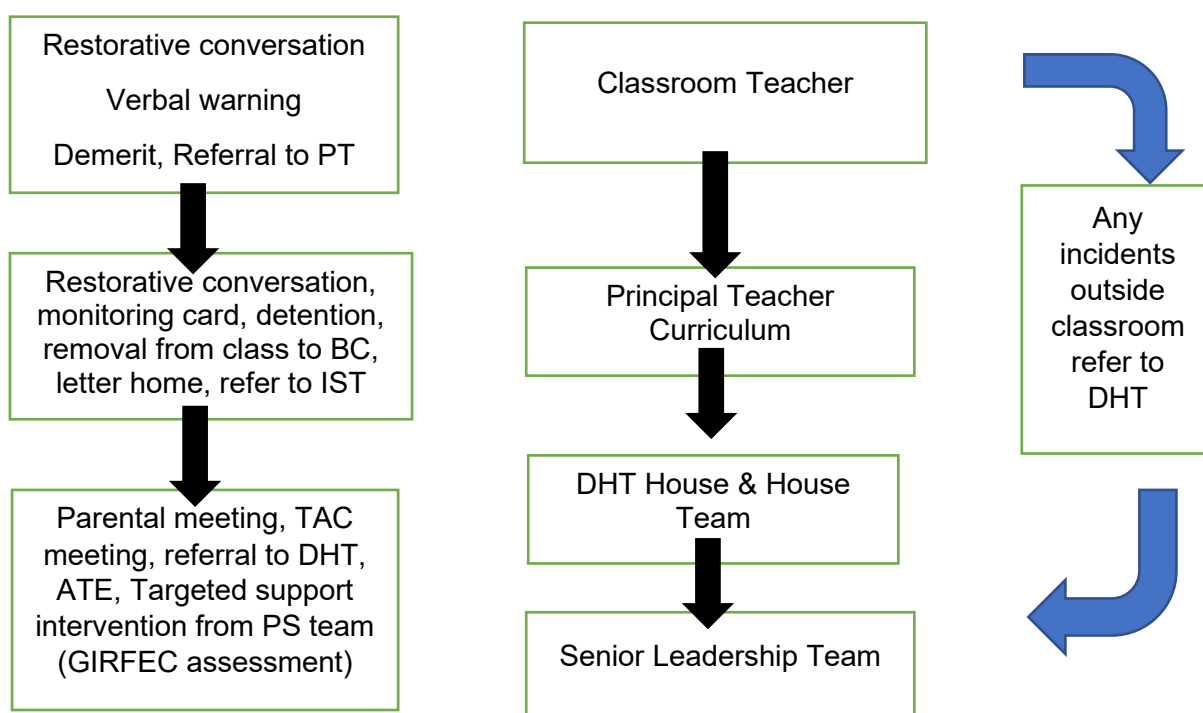 Restorative conversation
Verbal warning
Demerit, Referral to PT
Restorative conversation,
monitoring card, detention,
removal from class to BC,
letter home, refer to IST
Parental meeting, TAC
meeting, referral to DHT,
ATE, Targeted support
intervention from PS team
(GIRFEC assessment)
Classroom Teacher
Principal Teacher
Curriculum
DHT House & House
Team
Senior Leadership Team
Any
incidents
outside
classroom
refer to
DHT